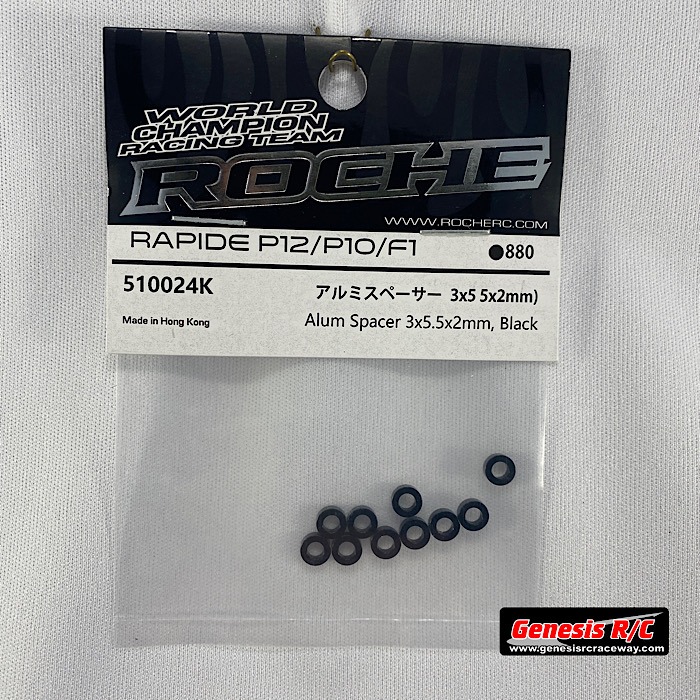 WORLD
CHAMPION
RACING TEAM
ROCHE
WWW.ROCHERC.COM
RAPIDE P12/P10/F1
●880
510024K
アルミスペーサー 3x5 5x2mm)
Made in Hong Kong
Alum Spacer 3x5.5x2mm, Black
Genesis R/C
www.genesisrcraceway.com